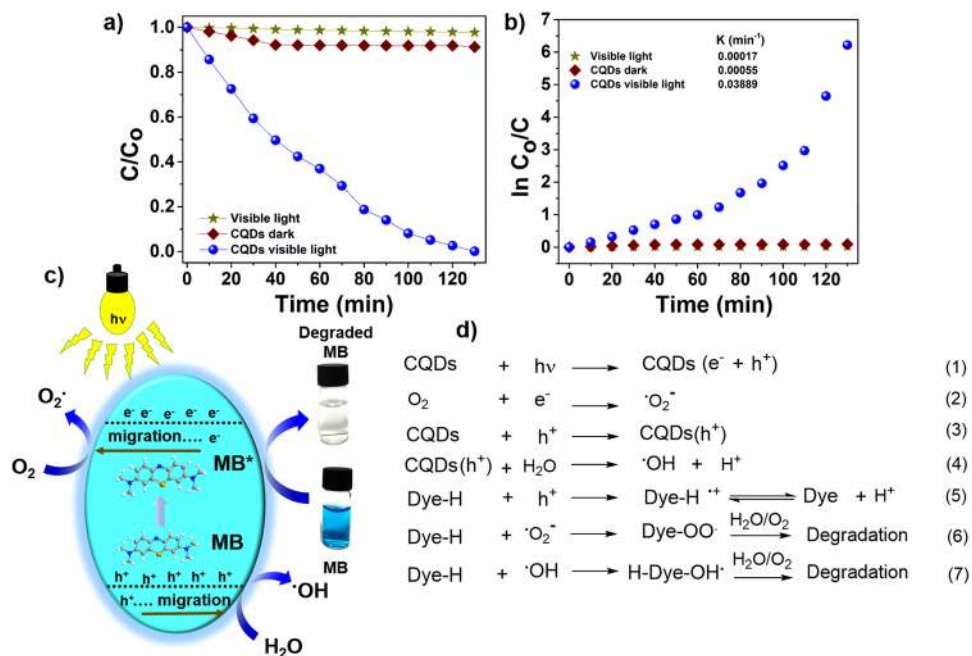 a)
C/C₀
1.0
0.8
0.6
0.4
0.2
0.0
Visible light
CQDs dark
CQDs visible light
0 20 40 60 80 100 120
Time (min)
b)
ln C₀/C
7
6
5
4
3
2
1
0
K (min⁻¹)
Visible light 0.00017
CQDs dark 0.00055
CQDs visible light 0.03889
0 20 40 60 80 100 120
Time (min)
c)
hν
O₂·
O₂
e⁻ e⁻ e⁻ e⁻ e⁻
migration.... e⁻
MB*
MB
h⁺ h⁺ h⁺ h⁺ h⁺
h⁺.... migration
·OH
H₂O
Degraded
MB
MB
d)
CQDs + hν → CQDs (e⁻ + h⁺) (1)
O₂ + e⁻ → ·O₂⁻ (2)
CQDs + h⁺ → CQDs(h⁺) (3)
CQDs(h⁺) + H₂O → ·OH + H⁺ (4)
Dye-H + h⁺ → Dye-H ·⁺ ⇌ Dye + H⁺ (5)
Dye-H + ·O₂⁻ → Dye-OO· H₂O/O₂ → Degradation (6)
Dye-H + ·OH → H-Dye-OH· H₂O/O₂ → Degradation (7)